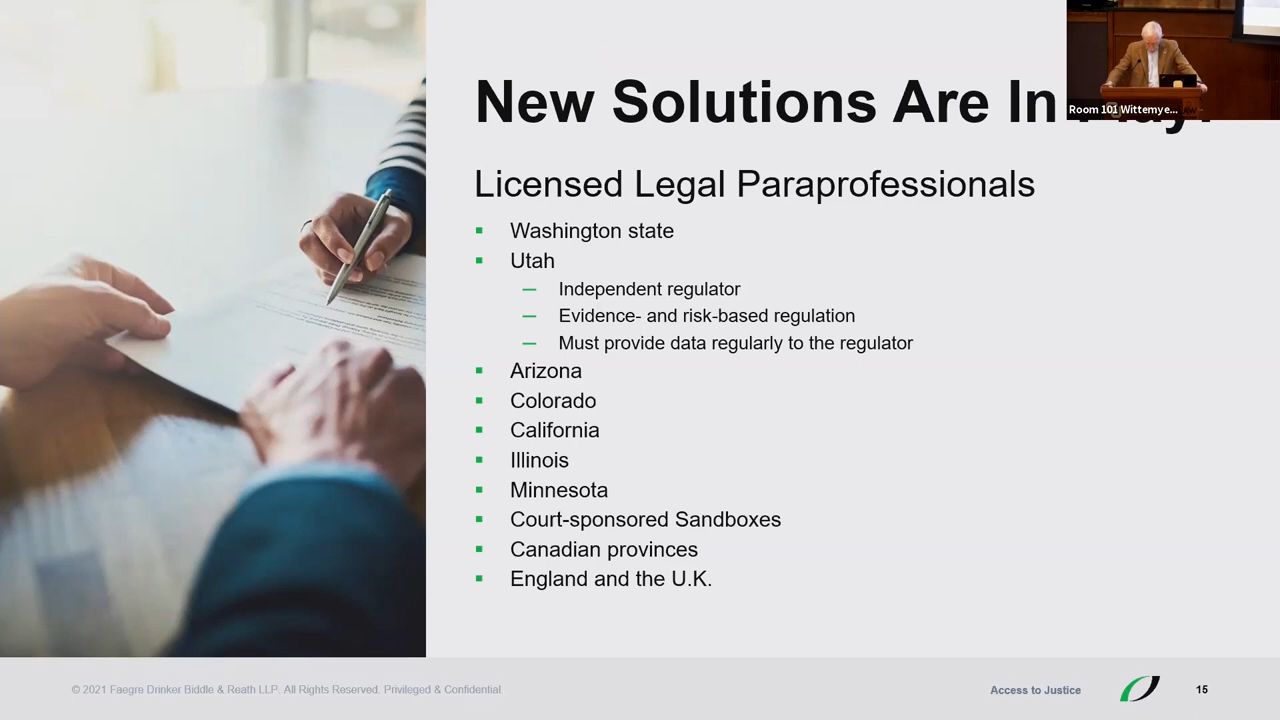 New Solutions Are In
Room 101 Wittemye...
Licensed Legal Paraprofessionals
Washington state
Utah
Independent regulator
Evidence- and risk-based regulation
Must provide data regularly to the regulator
Arizona
Colorado
California
Illinois
Minnesota
Court-sponsored Sandboxes
Canadian provinces
England and the U.K.
© 2021 Faegre Drinker Biddle & Reath LLP. All Rights Reserved. Privileged & Confidential.
Access to Justice
15